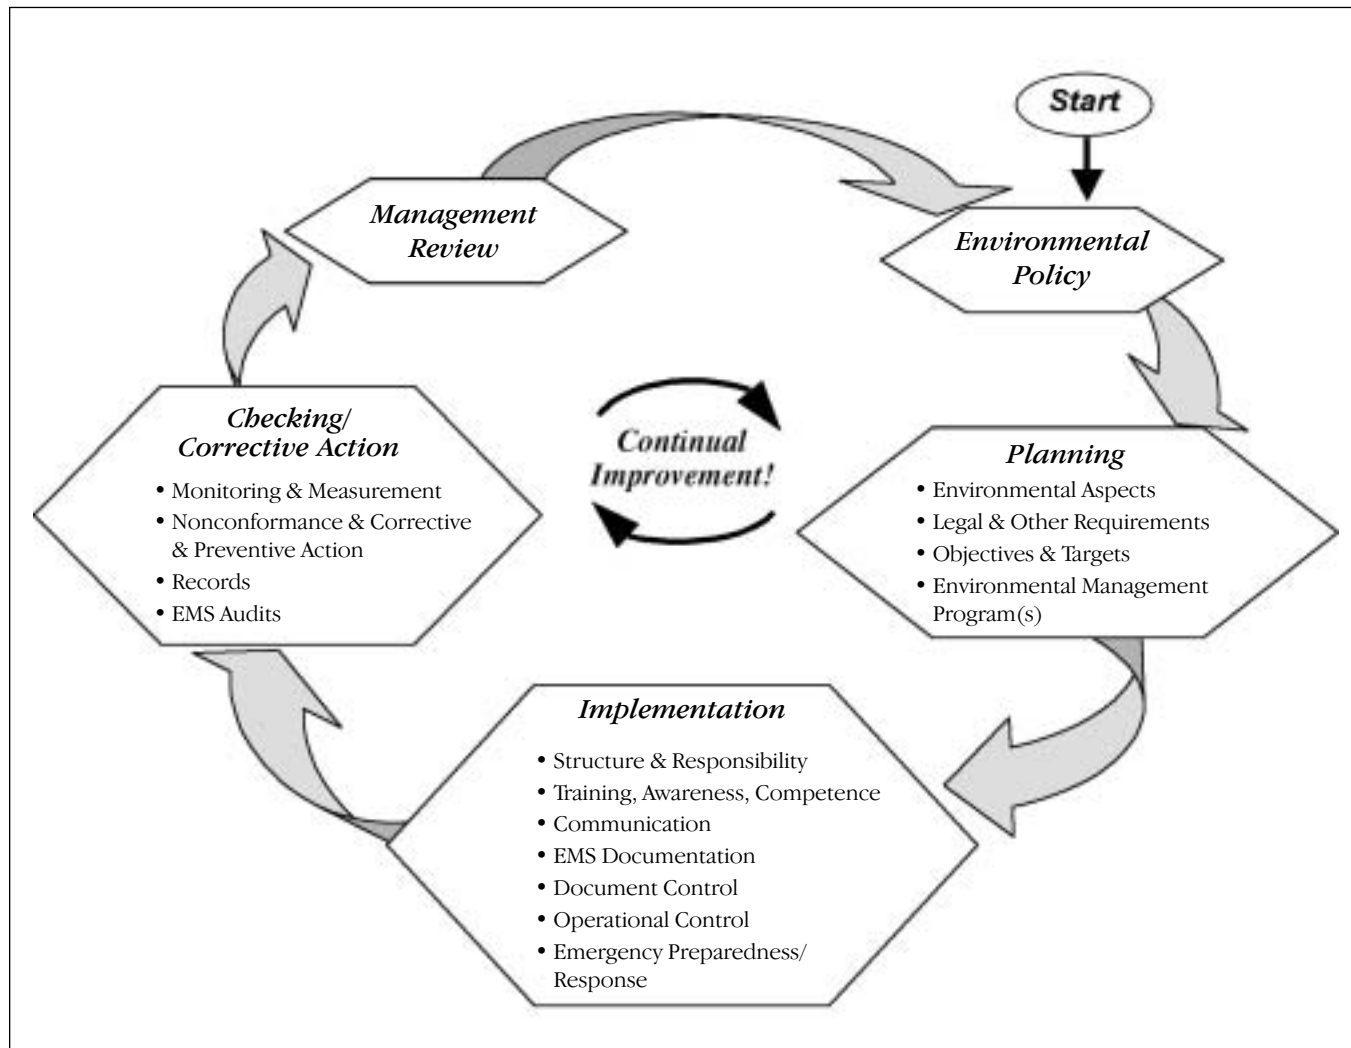 Start
Management
Review
Environmental
Policy
Checking/
Corrective Action
• Monitoring & Measurement
• Nonconformance & Corrective
& Preventive Action
• Records
• EMS Audits
Continual
Improvement!
Planning
• Environmental Aspects
• Legal & Other Requirements
• Objectives & Targets
• Environmental Management
Program(s)
Implementation
• Structure & Responsibility
• Training, Awareness, Competence
• Communication
• EMS Documentation
• Document Control
• Operational Control
• Emergency Preparedness/
Response